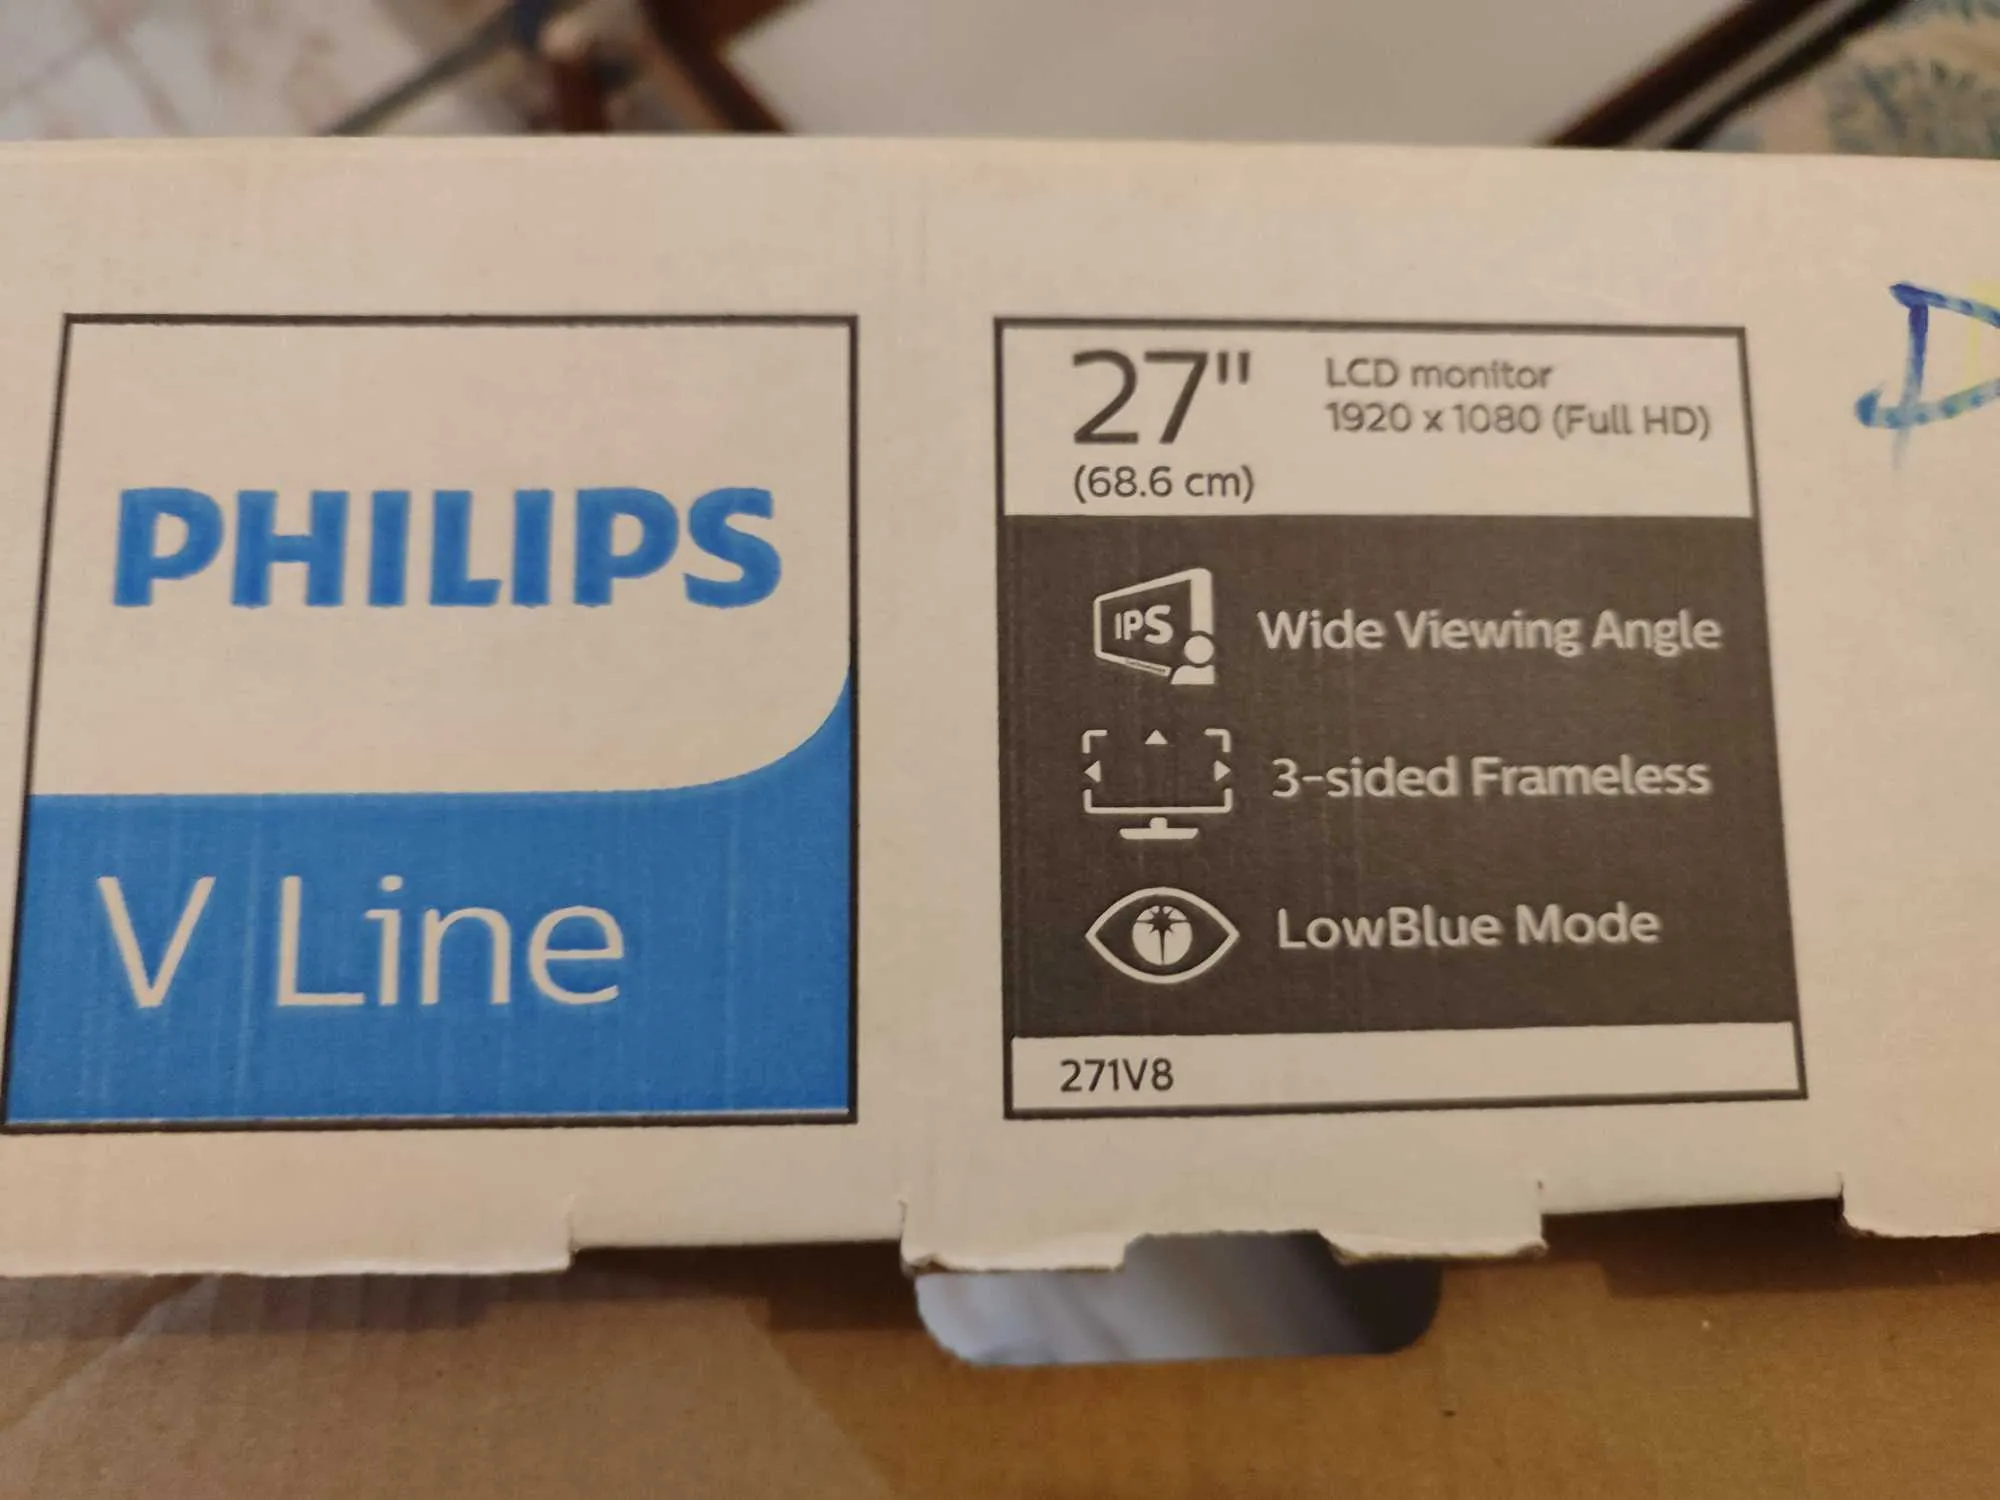 PHILIPS
V Line
27"
(68.6 cm)
LCD monitor
1920 x 1080 (Full HD)
IPS
Wide Viewing Angle
3-sided Frameless
LowBlue Mode
271V8
D